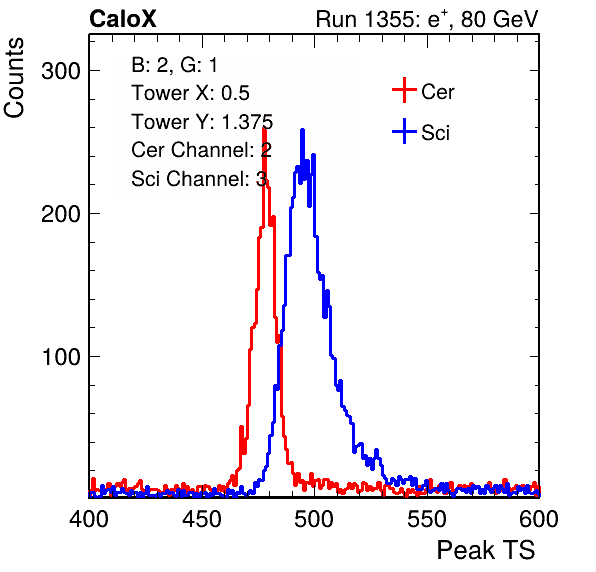 CaloX Run 1355: e⁺, 80 GeV
Counts
B: 2, G: 1
Tower X: 0.5
Tower Y: 1.375
Cer Channel: 2
Sci Channel: 3
Cer
Sci
300
200
100
400 450 500 550 600
Peak TS